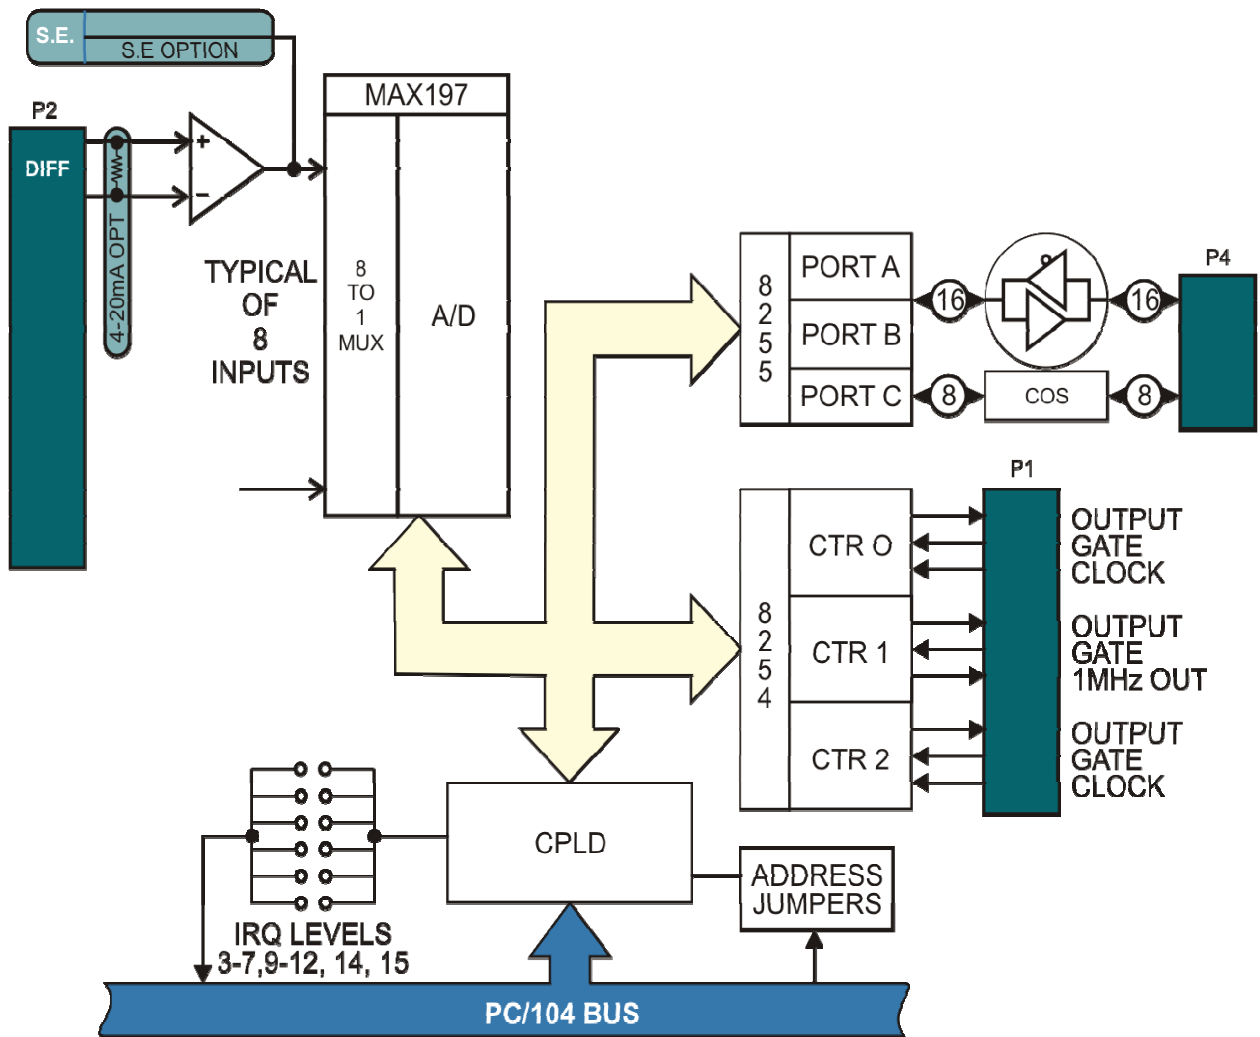 S.E.
S.E OPTION
P2
DIFF
4-20mA OPT
+
−
TYPICAL
OF
8
INPUTS
MAX197
8
TO
1
MUX
A/D
8
2
5
5
PORT A
PORT B
PORT C
16
16
8
COS
8
P4
8
2
5
4
CTR O
CTR 1
CTR 2
P1
OUTPUT
GATE
CLOCK
OUTPUT
GATE
1MHz OUT
OUTPUT
GATE
CLOCK
CPLD
ADDRESS
JUMPERS
IRQ LEVELS
3-7,9-12, 14, 15
PC/104 BUS